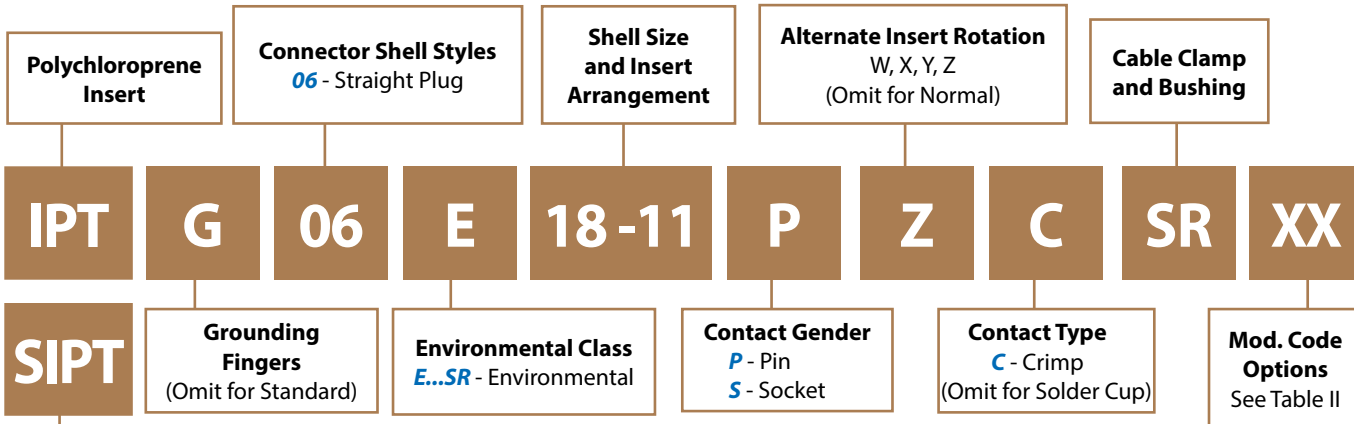 Polychloroprene
Insert
Connector Shell Styles
06 - Straight Plug
Shell Size
and Insert
Arrangement
Alternate Insert Rotation
W, X, Y, Z
(Omit for Normal)
Cable Clamp
and Bushing
IPT G 06 E 18-11 P Z C SR XX
SIPT
Grounding
Fingers
(Omit for Standard)
Environmental Class
E...SR - Environmental
Contact Gender
P - Pin
S - Socket
Contact Type
C - Crimp
(Omit for Solder Cup)
Mod. Code
Options
See Table II